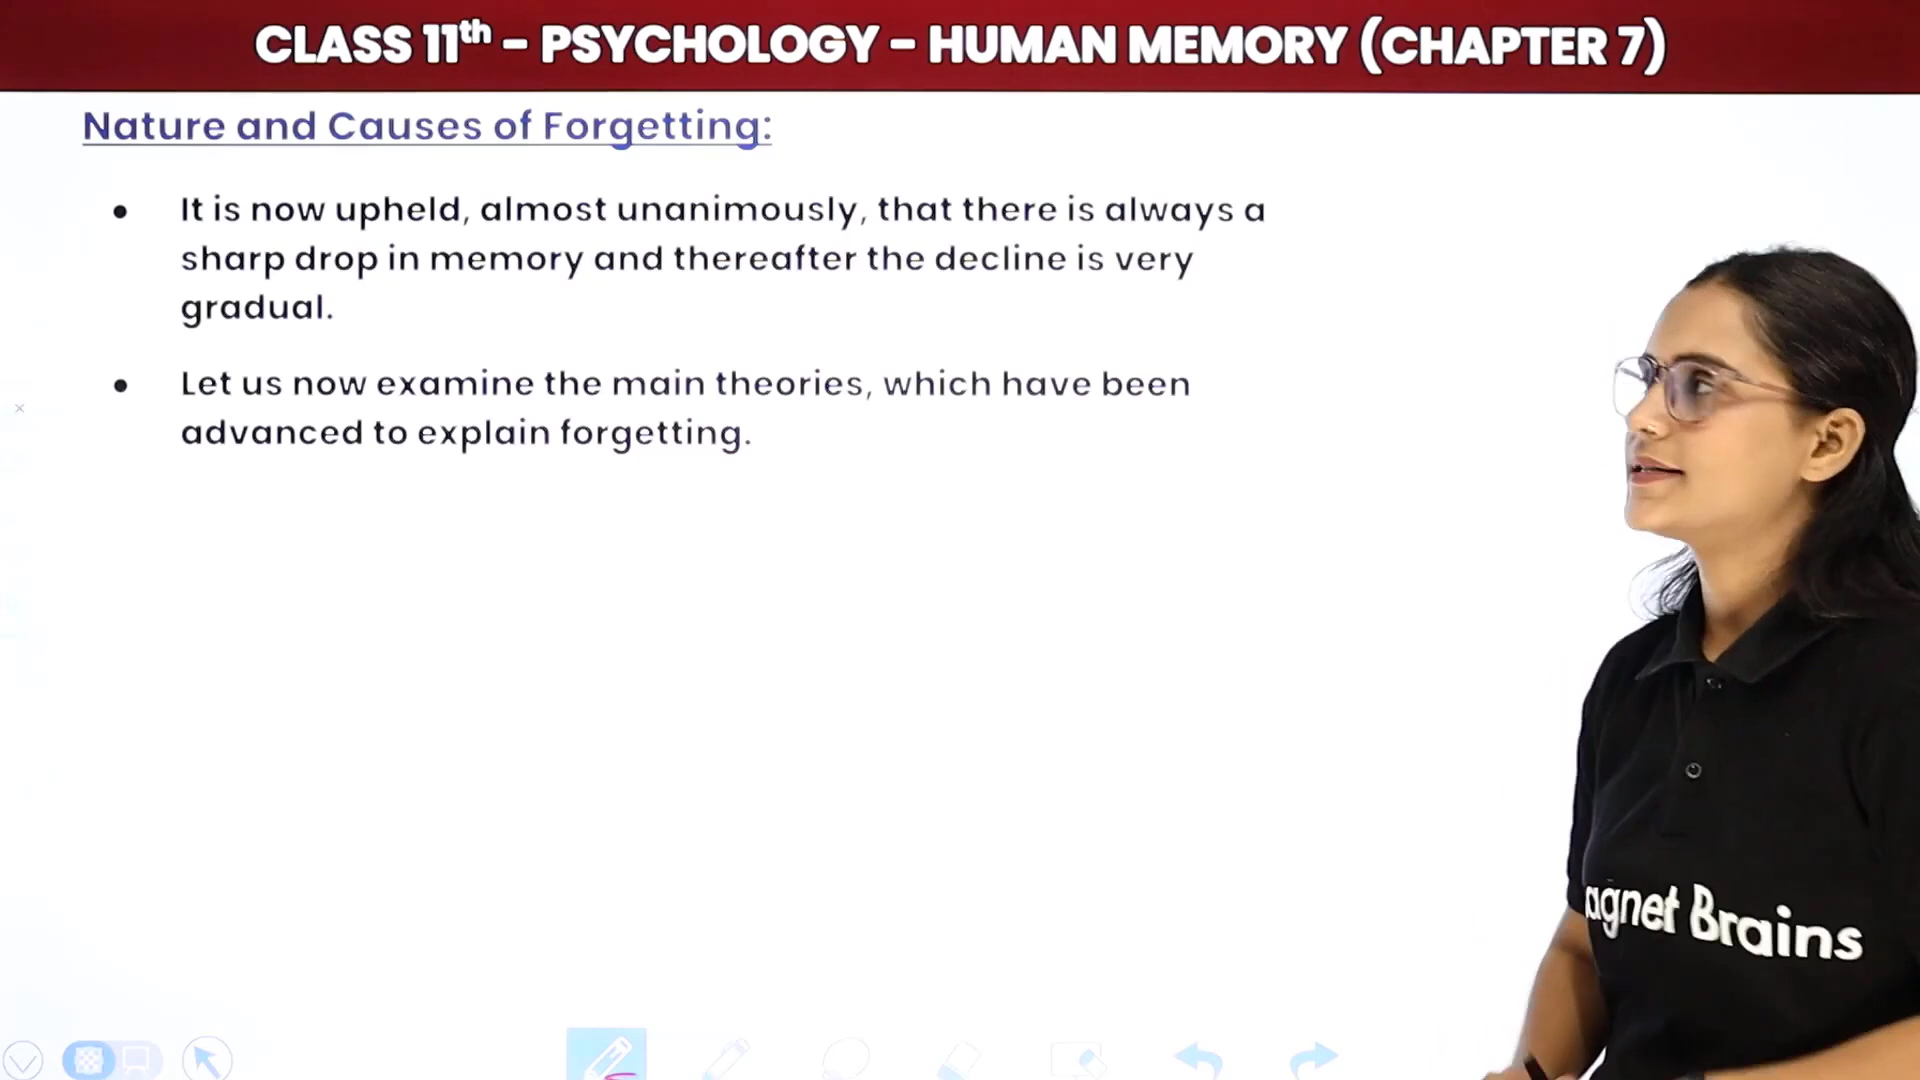 CLASS 11th – PSYCHOLOGY – HUMAN MEMORY (CHAPTER 7)
Nature and Causes of Forgetting:
• It is now upheld, almost unanimously, that there is always a
sharp drop in memory and thereafter the decline is very
gradual.
• Let us now examine the main theories, which have been
advanced to explain forgetting.
agnet Brains